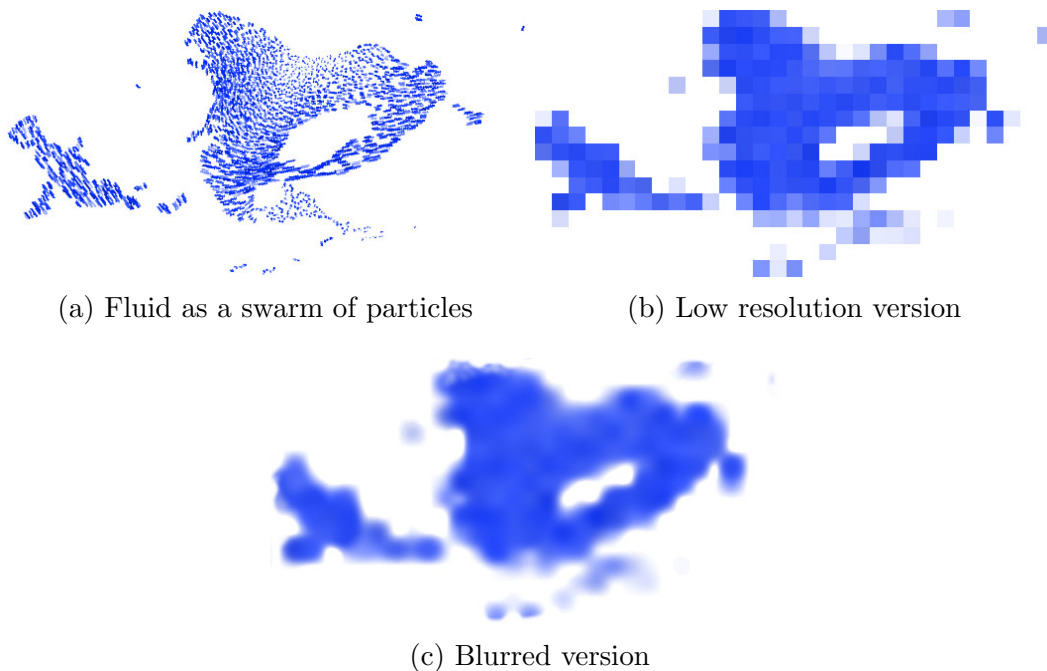 (a) Fluid as a swarm of particles
(b) Low resolution version
(c) Blurred version